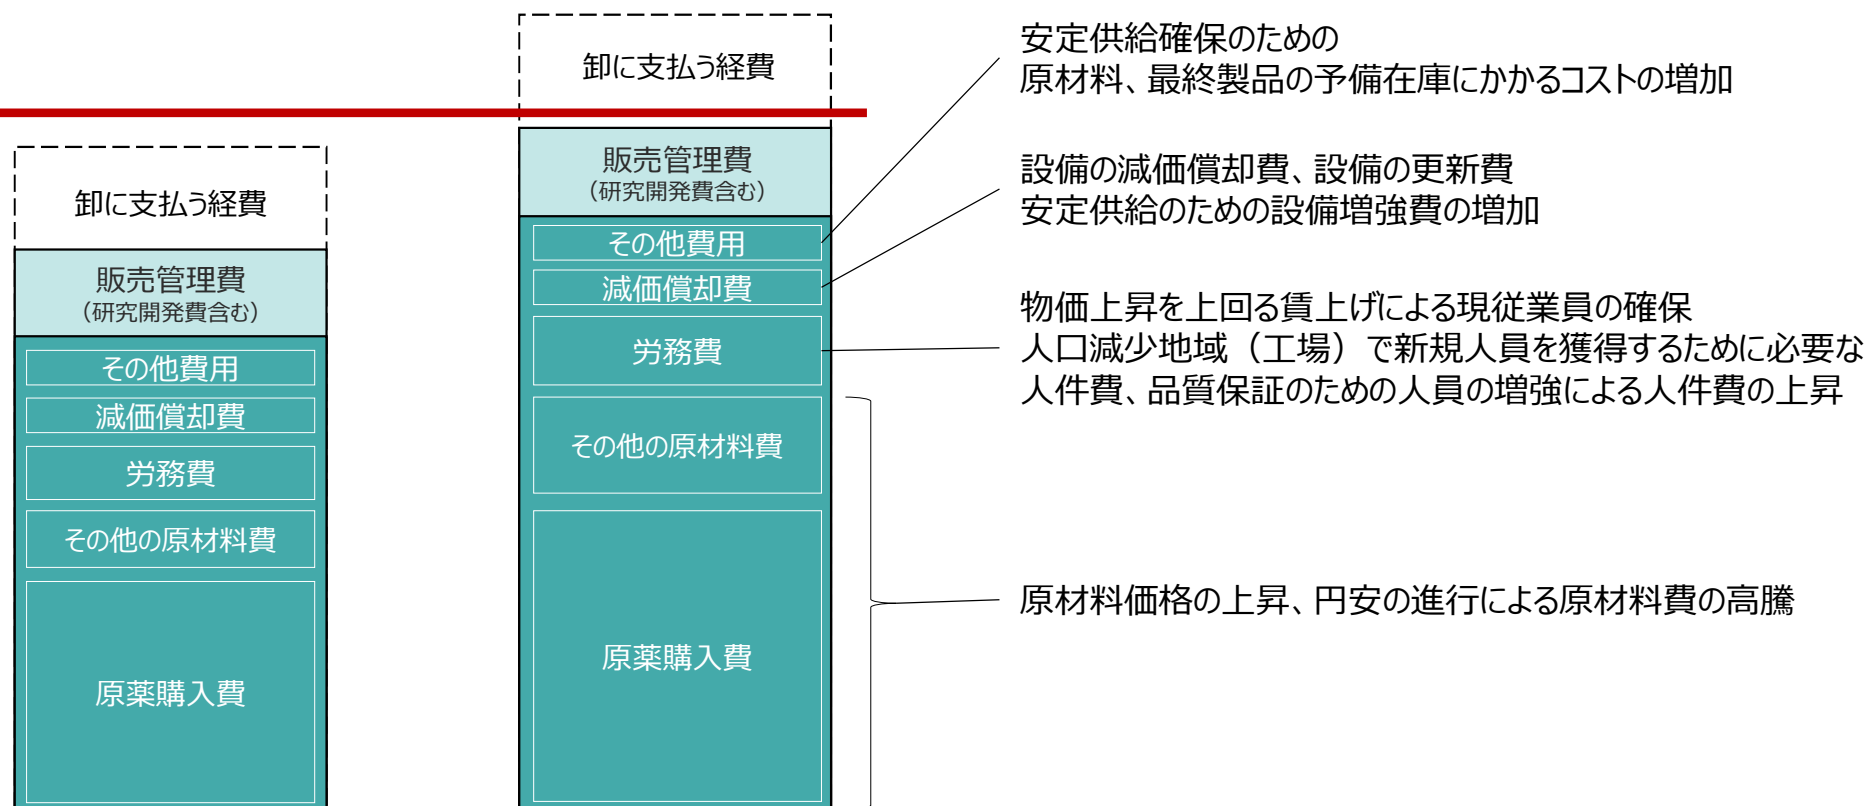 卸に支払う経費
販売管理費
（研究開発費含む）
その他費用
減価償却費
労務費
その他の原材料費
原薬購入費
卸に支払う経費
販売管理費
（研究開発費含む）
その他費用
減価償却費
労務費
その他の原材料費
原薬購入費
安定供給確保のための
原材料、最終製品の予備在庫にかかるコストの増加
設備の減価償却費、設備の更新費
安定供給のための設備増強費の増加
物価上昇を上回る賃上げによる現従業員の確保
人口減少地域（工場）で新規人員を獲得するために必要な
人件費、品質保証のための人員の増強による人件費の上昇
原材料価格の上昇、円安の進行による原材料費の高騰